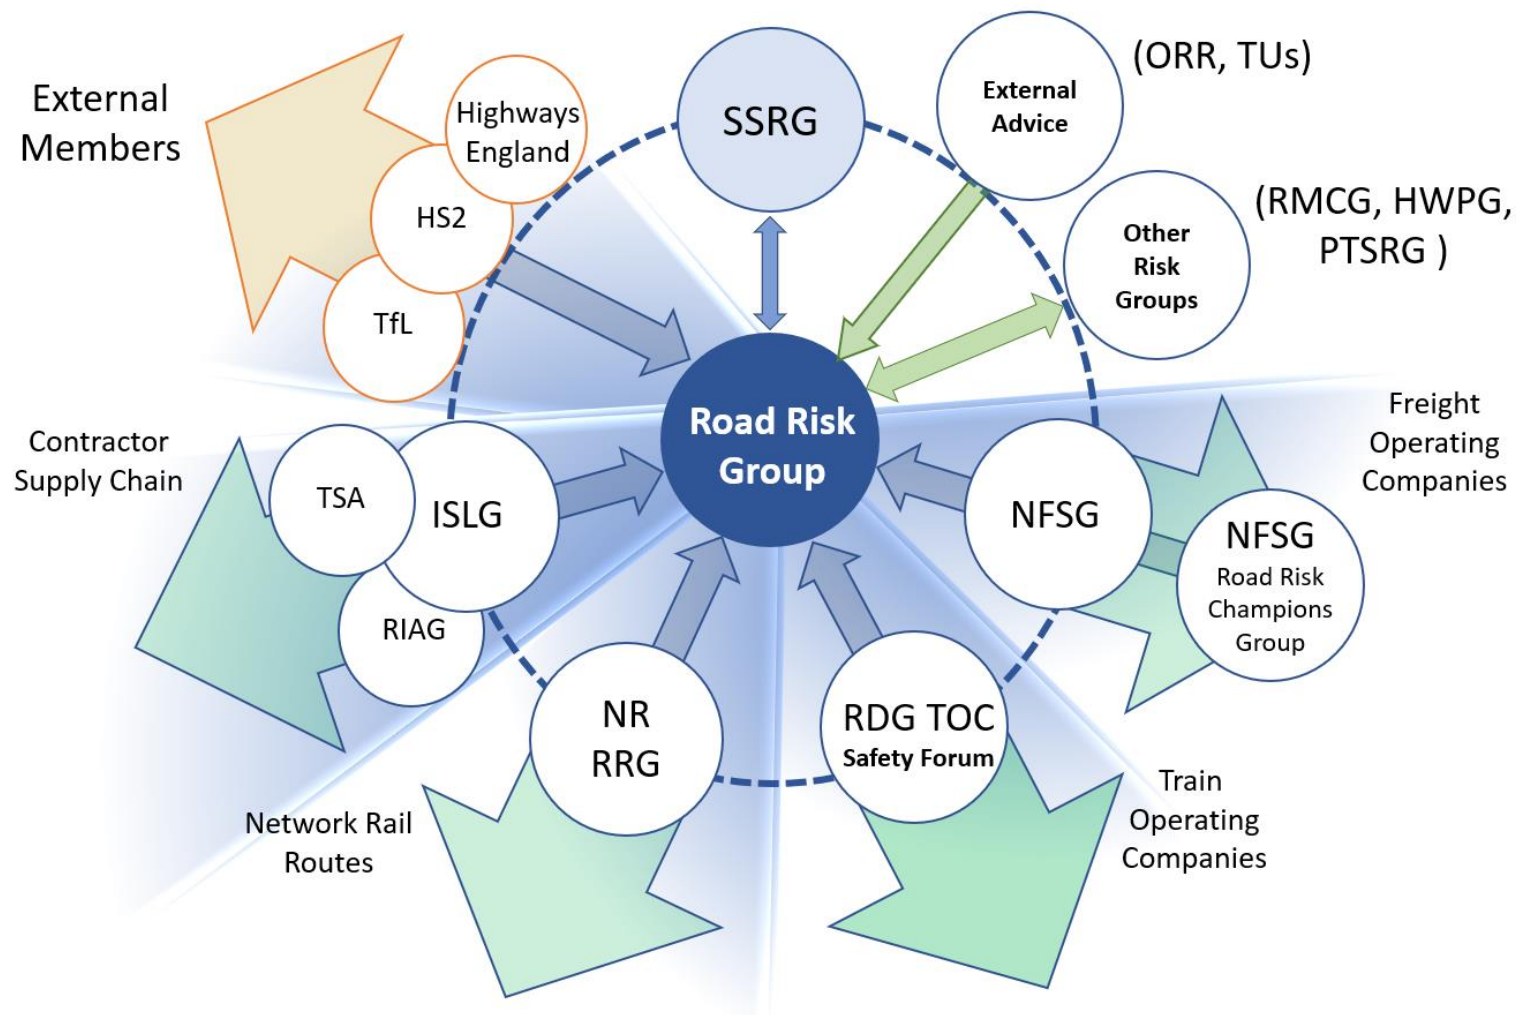 External
Members
Highways
England
HS2
TfL
SSRG
External
Advice
(ORR, TUs)
Other
Risk
Groups
(RMCG, HWPG,
PTSRG )
Road Risk
Group
Contractor
Supply Chain
TSA
ISLG
RIAG
NFSG
Freight
Operating
Companies
NFSG
Road Risk
Champions
Group
NR
RRG
Network Rail
Routes
RDG TOC
Safety Forum
Train
Operating
Companies